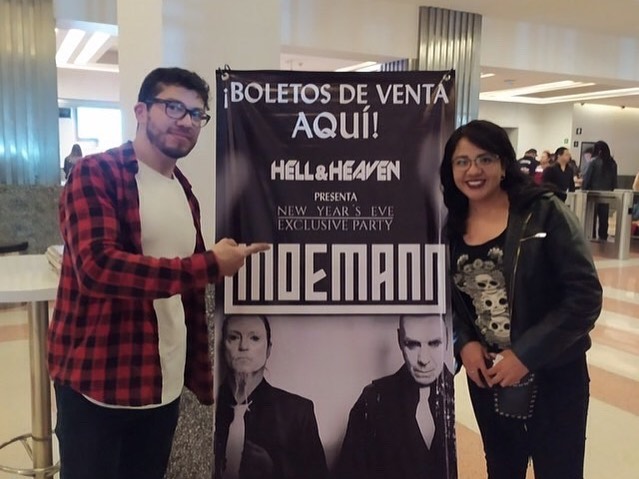 ¡BOLETOS DE VENTA
AQUÍ!
HELL&HEAVEN
PRESENTA
NEW YEAR´S EVE
EXCLUSIVE PARTY
LINDEMANN